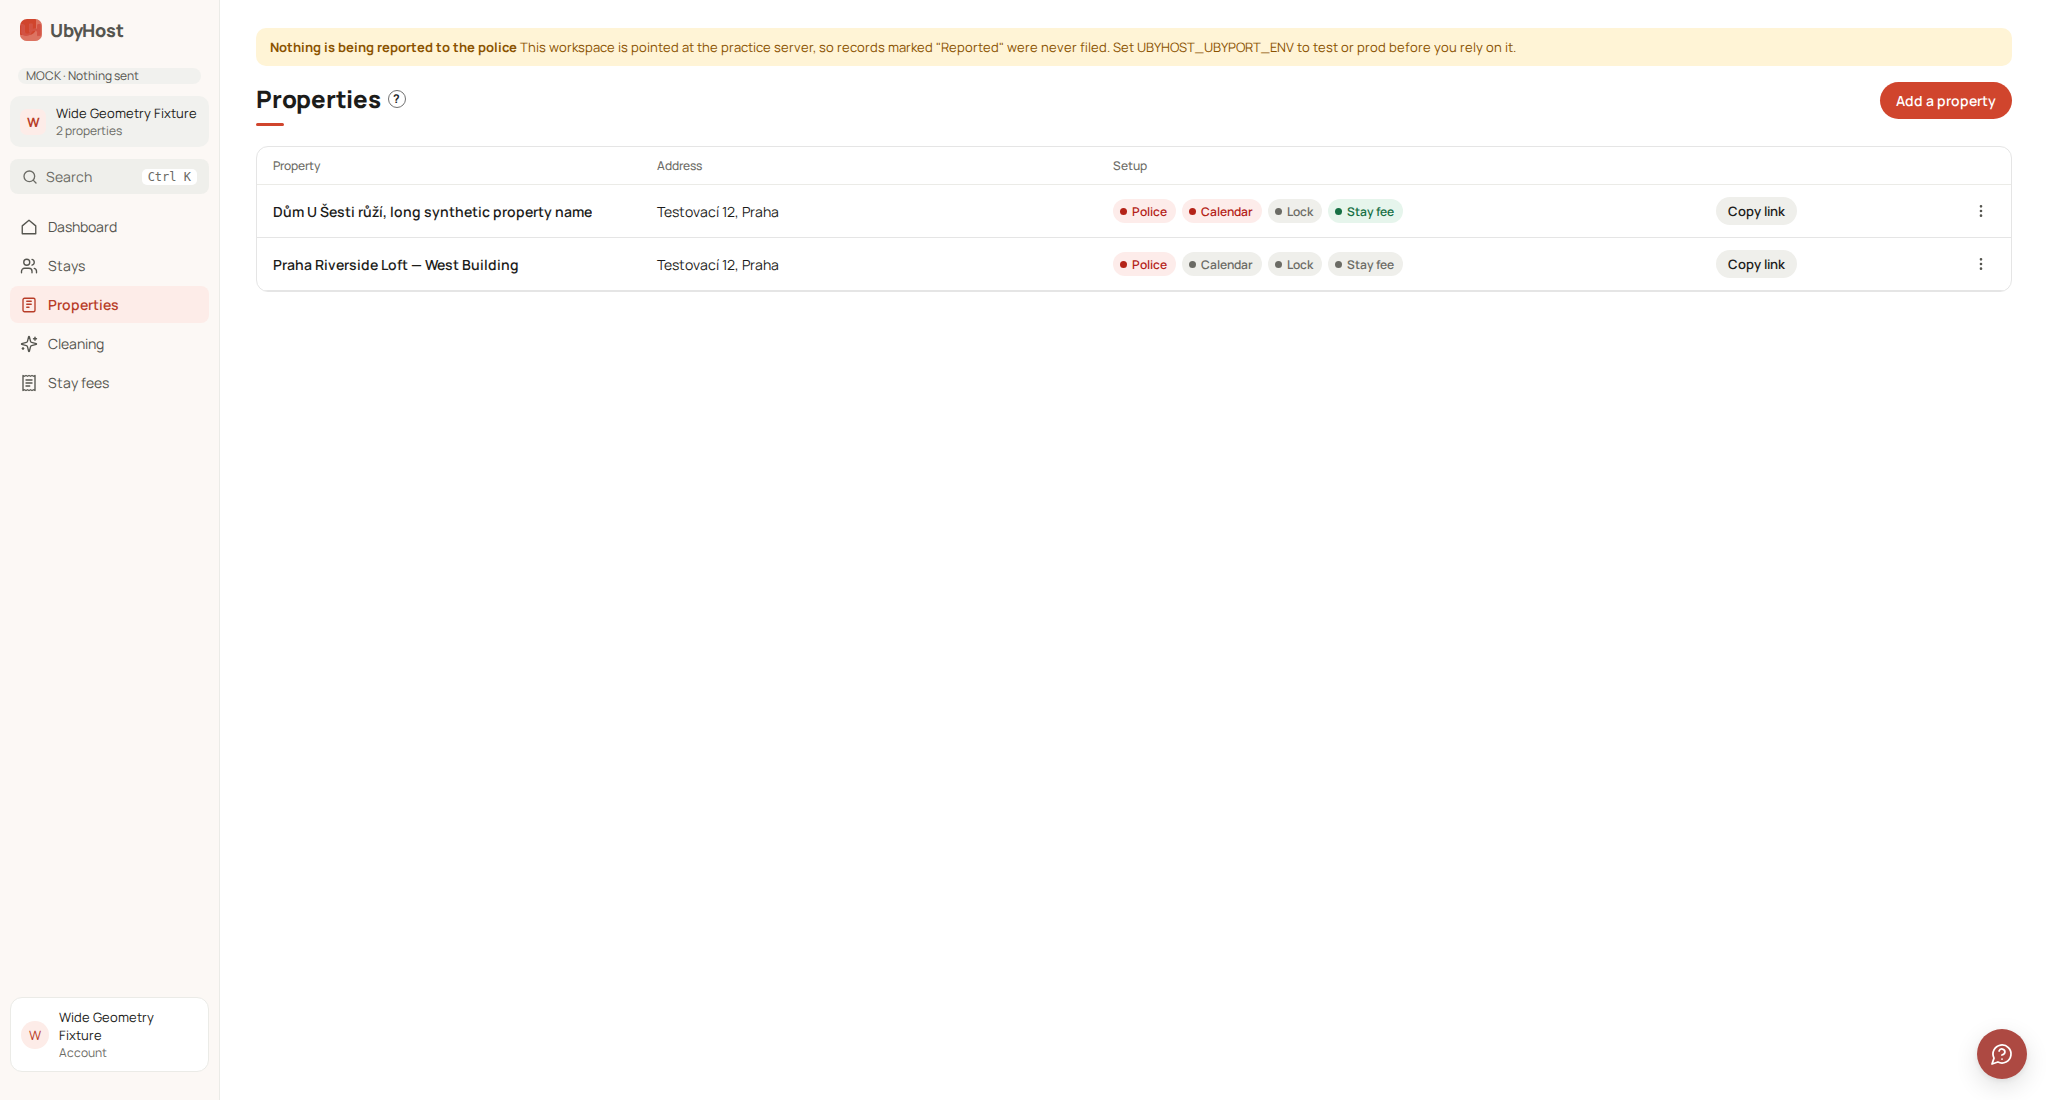 UbyHost
MOCK · Nothing sent
W
Wide Geometry Fixture
2 properties
Search
Ctrl K
Dashboard
Stays
Properties
Cleaning
Stay fees
W
Wide Geometry
Fixture
Account
Nothing is being reported to the police This workspace is pointed at the practice server, so records marked "Reported" were never filed. Set UBYHOST_UBYPORT_ENV to test or prod before you rely on it.
Properties ?
Add a property
Property Address Setup
Dům U Šesti růží, long synthetic property name Testovací 12, Praha Police Calendar Lock Stay fee Copy link
Praha Riverside Loft — West Building Testovací 12, Praha Police Calendar Lock Stay fee Copy link